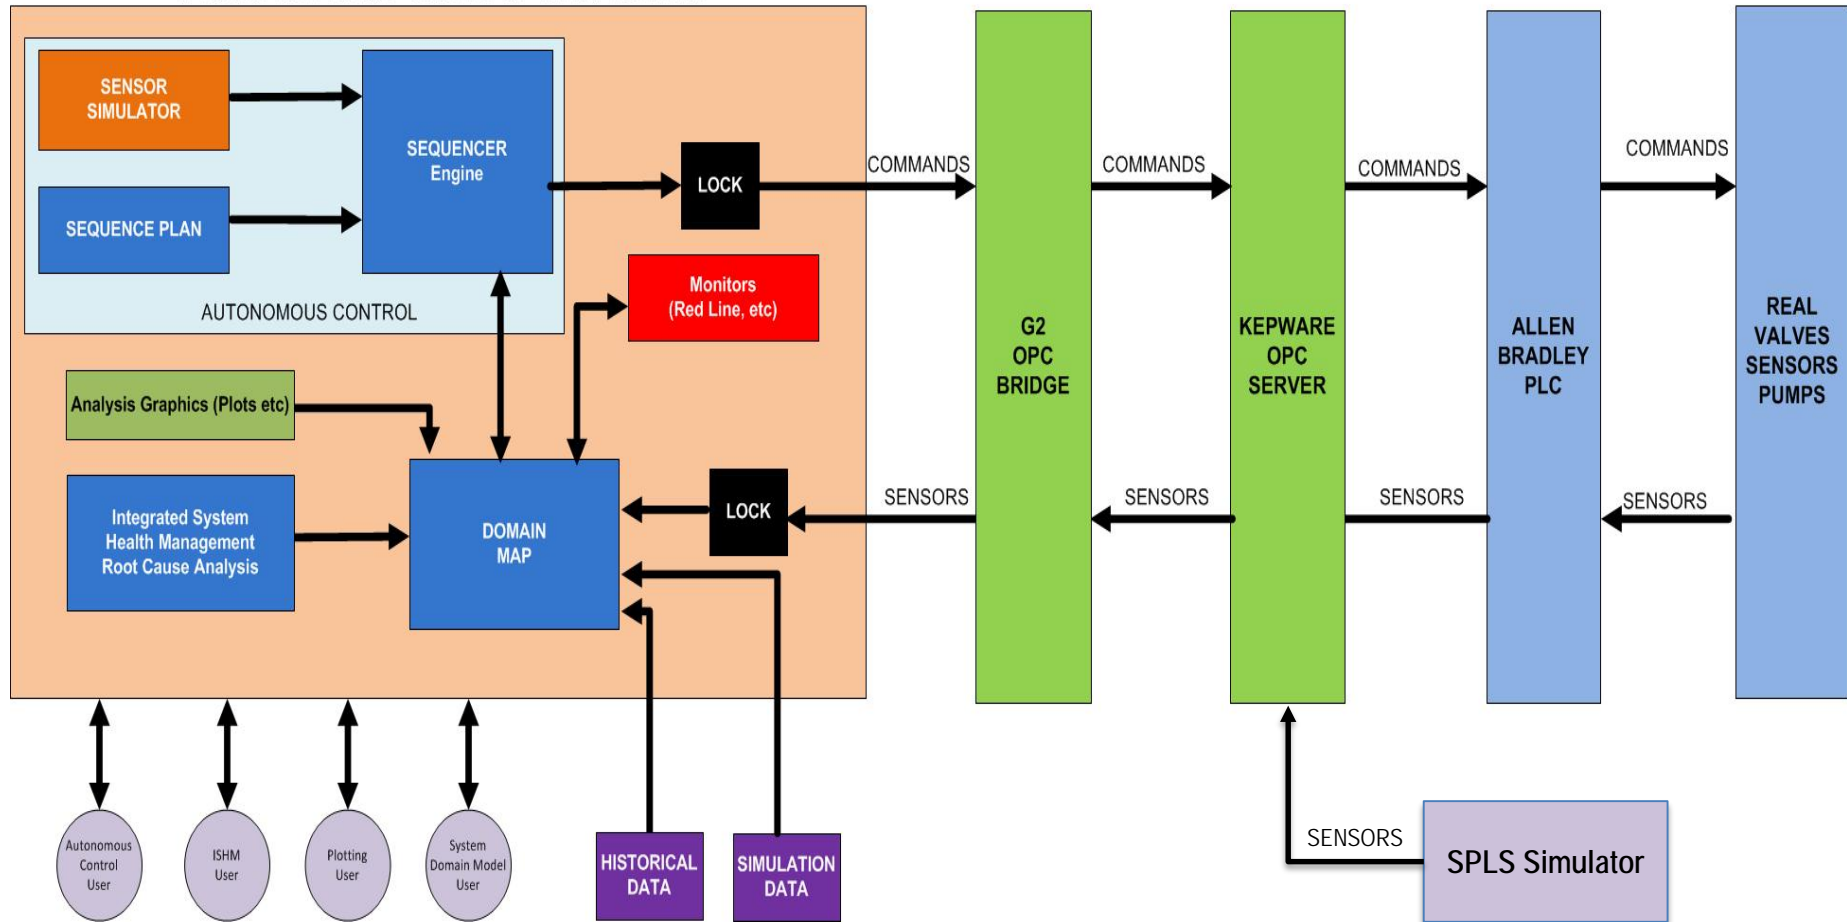 SENSOR
SIMULATOR
SEQUENCE PLAN
SEQUENCER
Engine
AUTONOMOUS CONTROL
LOCK
Monitors
(Red Line, etc)
Analysis Graphics (Plots etc)
Integrated System
Health Management
Root Cause Analysis
DOMAIN
MAP
LOCK
COMMANDS
COMMANDS
COMMANDS
COMMANDS
G2
OPC
BRIDGE
KEPWARE
OPC
SERVER
ALLEN
BRADLEY
PLC
REAL
VALVES
SENSORS
PUMPS
SENSORS
SENSORS
SENSORS
SENSORS
Autonomous
Control
User
ISHM
User
Plotting
User
System
Domain Model
User
HISTORICAL
DATA
SIMULATION
DATA
SENSORS
SPLS Simulator